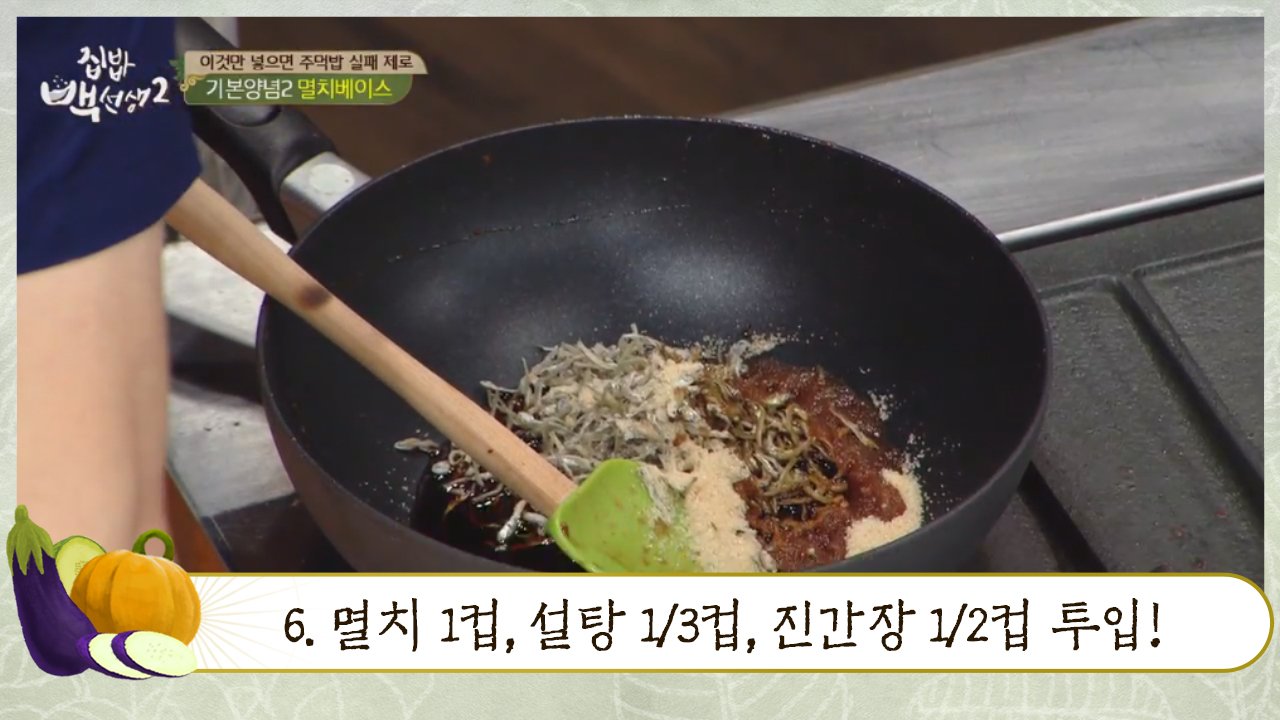 집밥
백선생2
이것만 넣으면 주먹밥 실패 제로
기본양념2 멸치베이스
6. 멸치 1컵, 설탕 1/3컵, 진간장 1/2컵 투입!